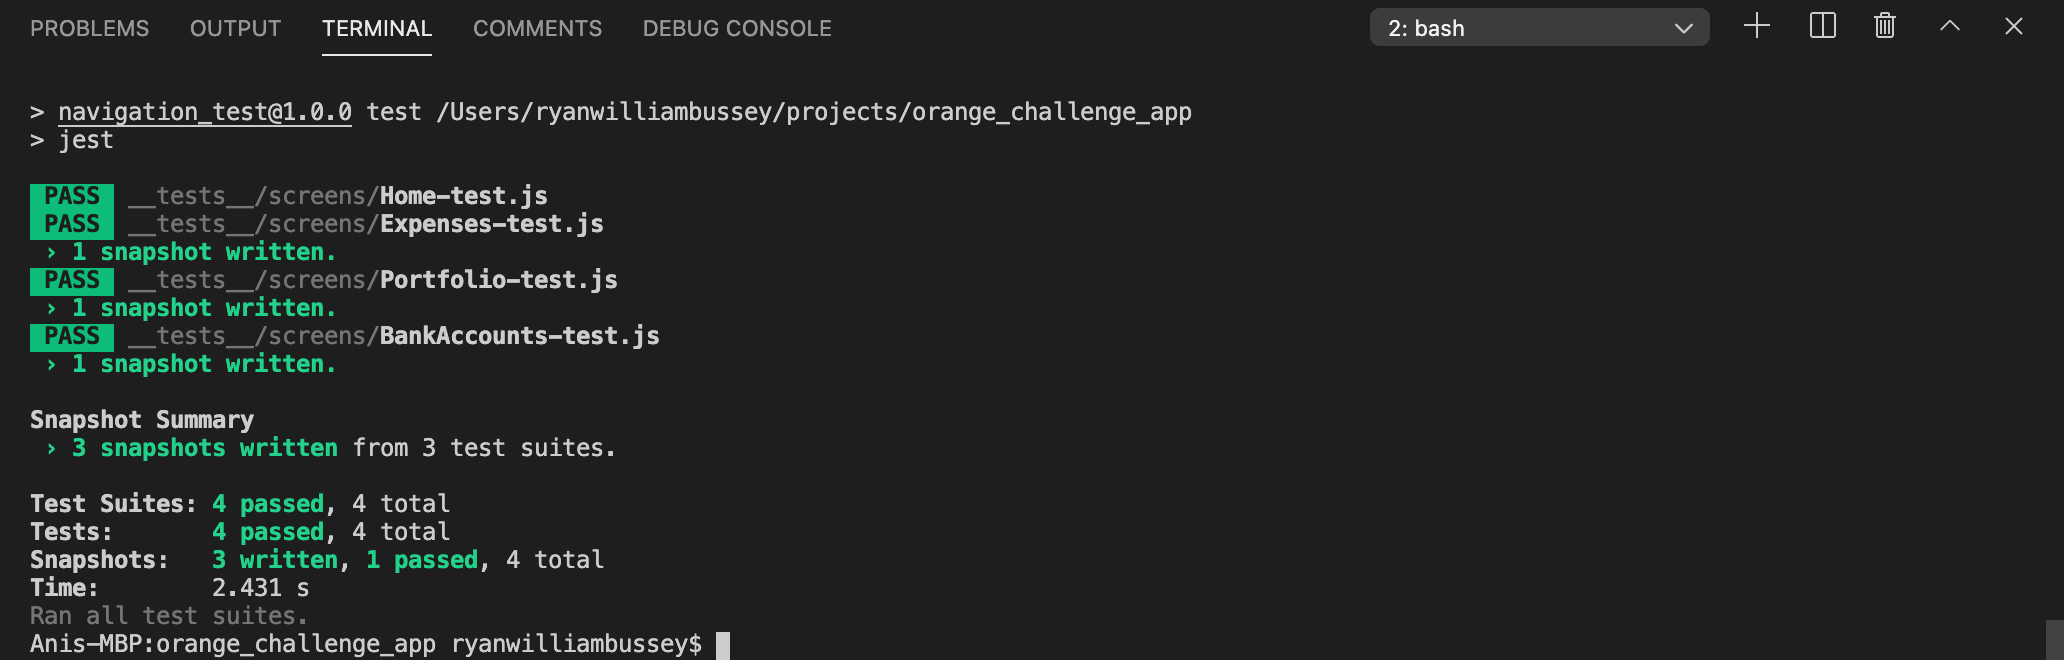 PROBLEMS OUTPUT TERMINAL COMMENTS DEBUG CONSOLE 2: bash
> navigation_test@1.0.0 test /Users/ryanwilliambussey/projects/orange_challenge_app
> jest
PASS __tests__/screens/Home-test.js
PASS __tests__/screens/Expenses-test.js
› 1 snapshot written.
PASS __tests__/screens/Portfolio-test.js
› 1 snapshot written.
PASS __tests__/screens/BankAccounts-test.js
› 1 snapshot written.
Snapshot Summary
› 3 snapshots written from 3 test suites.
Test Suites: 4 passed, 4 total
Tests: 4 passed, 4 total
Snapshots: 3 written, 1 passed, 4 total
Time: 2.431 s
Ran all test suites.
Anis-MBP:orange_challenge_app ryanwilliambussey$